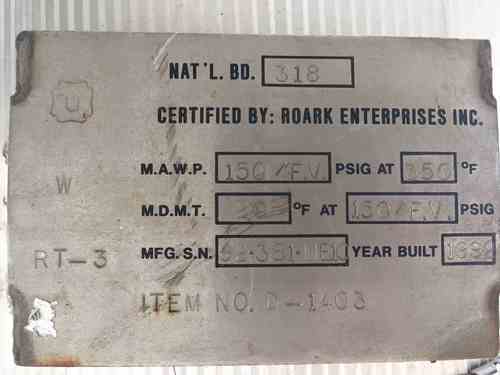 NAT'L. BD. 318
U
CERTIFIED BY: ROARK ENTERPRISES INC.
W
M.A.W.P. 150/F.V. PSIG AT 350 °F
M.D.M.T. °F AT 150/F.V. PSIG
RT-3
MFG. S.N. YEAR BUILT
ITEM NO. D-1403